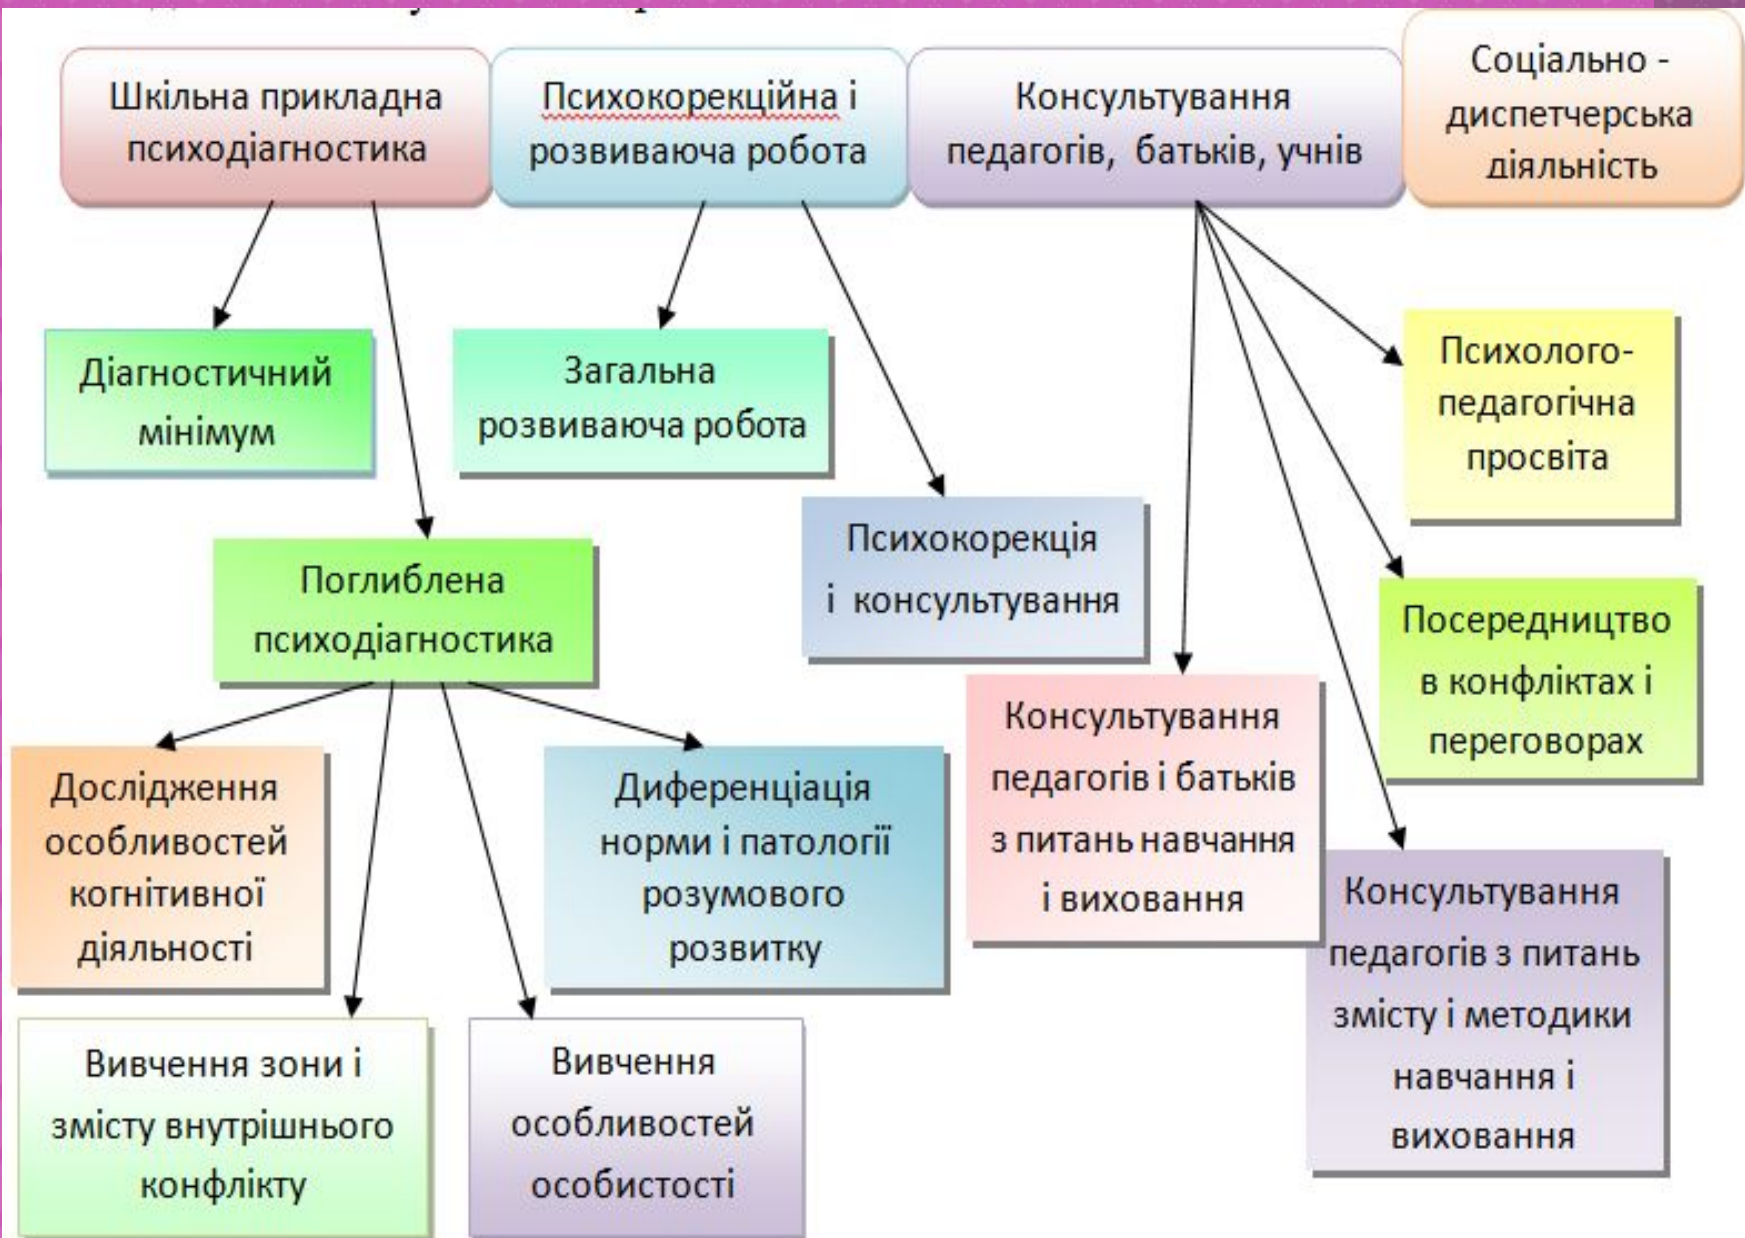 Шкільна прикладна
психодіагностика
Психокорекційна і
розвиваюча робота
Консультування
педагогів, батьків, учнів
Соціально -
диспетчерська
діяльність
Діагностичний
мінімум
Загальна
розвиваюча робота
Психолого-
педагогічна
просвіта
Поглиблена
психодіагностика
Психокорекція
і консультування
Посередництво
в конфліктах і
переговорах
Консультування
педагогів і батьків
з питань навчання
і виховання
Дослідження
особливостей
когнітивної
діяльності
Диференціація
норми і патології
розумового
розвитку
Консультування
педагогів з питань
змісту і методики
навчання і
виховання
Вивчення зони і
змісту внутрішнього
конфлікту
Вивчення
особливостей
особистості